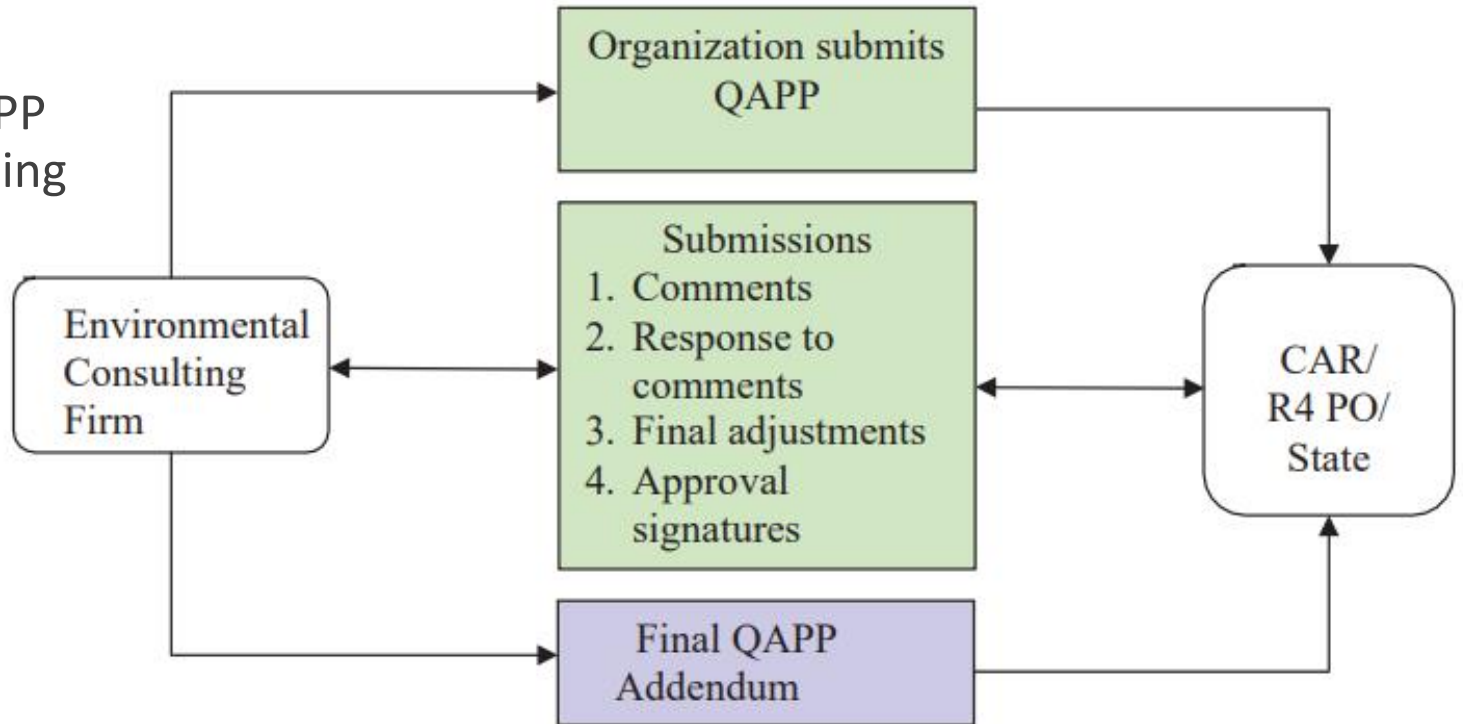 Organization submits
QAPP
PP
ing
Submissions
1. Comments
2. Response to
comments
3. Final adjustments
4. Approval
signatures
Environmental
Consulting
Firm
CAR/
R4 PO/
State
Final QAPP
Addendum